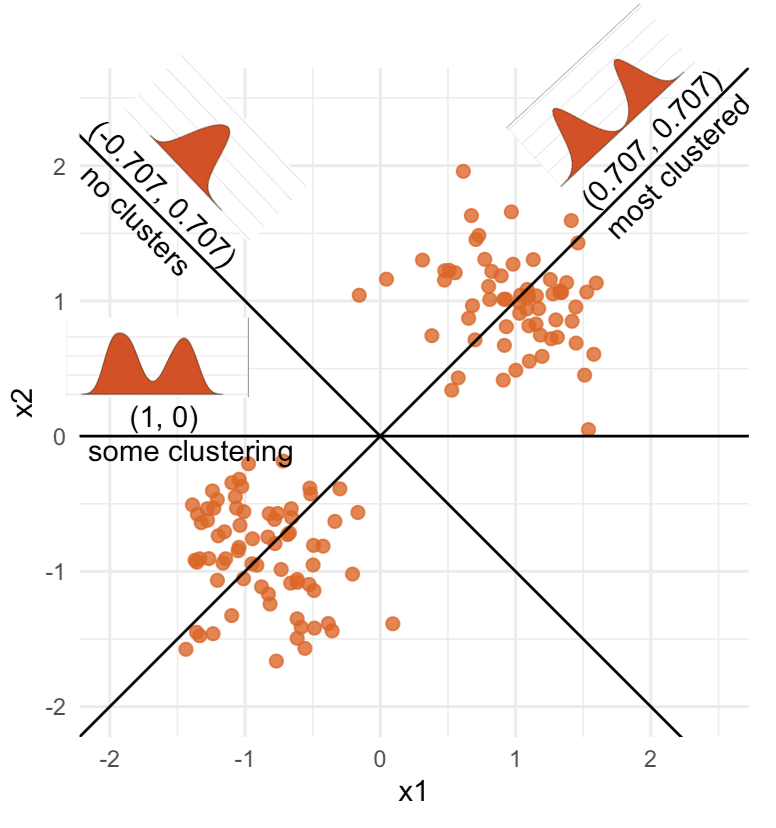 (-0.707, 0.707)
no clusters
(0.707, 0.707)
most clustered
(1, 0)
some clustering
x2
2
1
0
-1
-2
-2
-1
0
1
2
x1